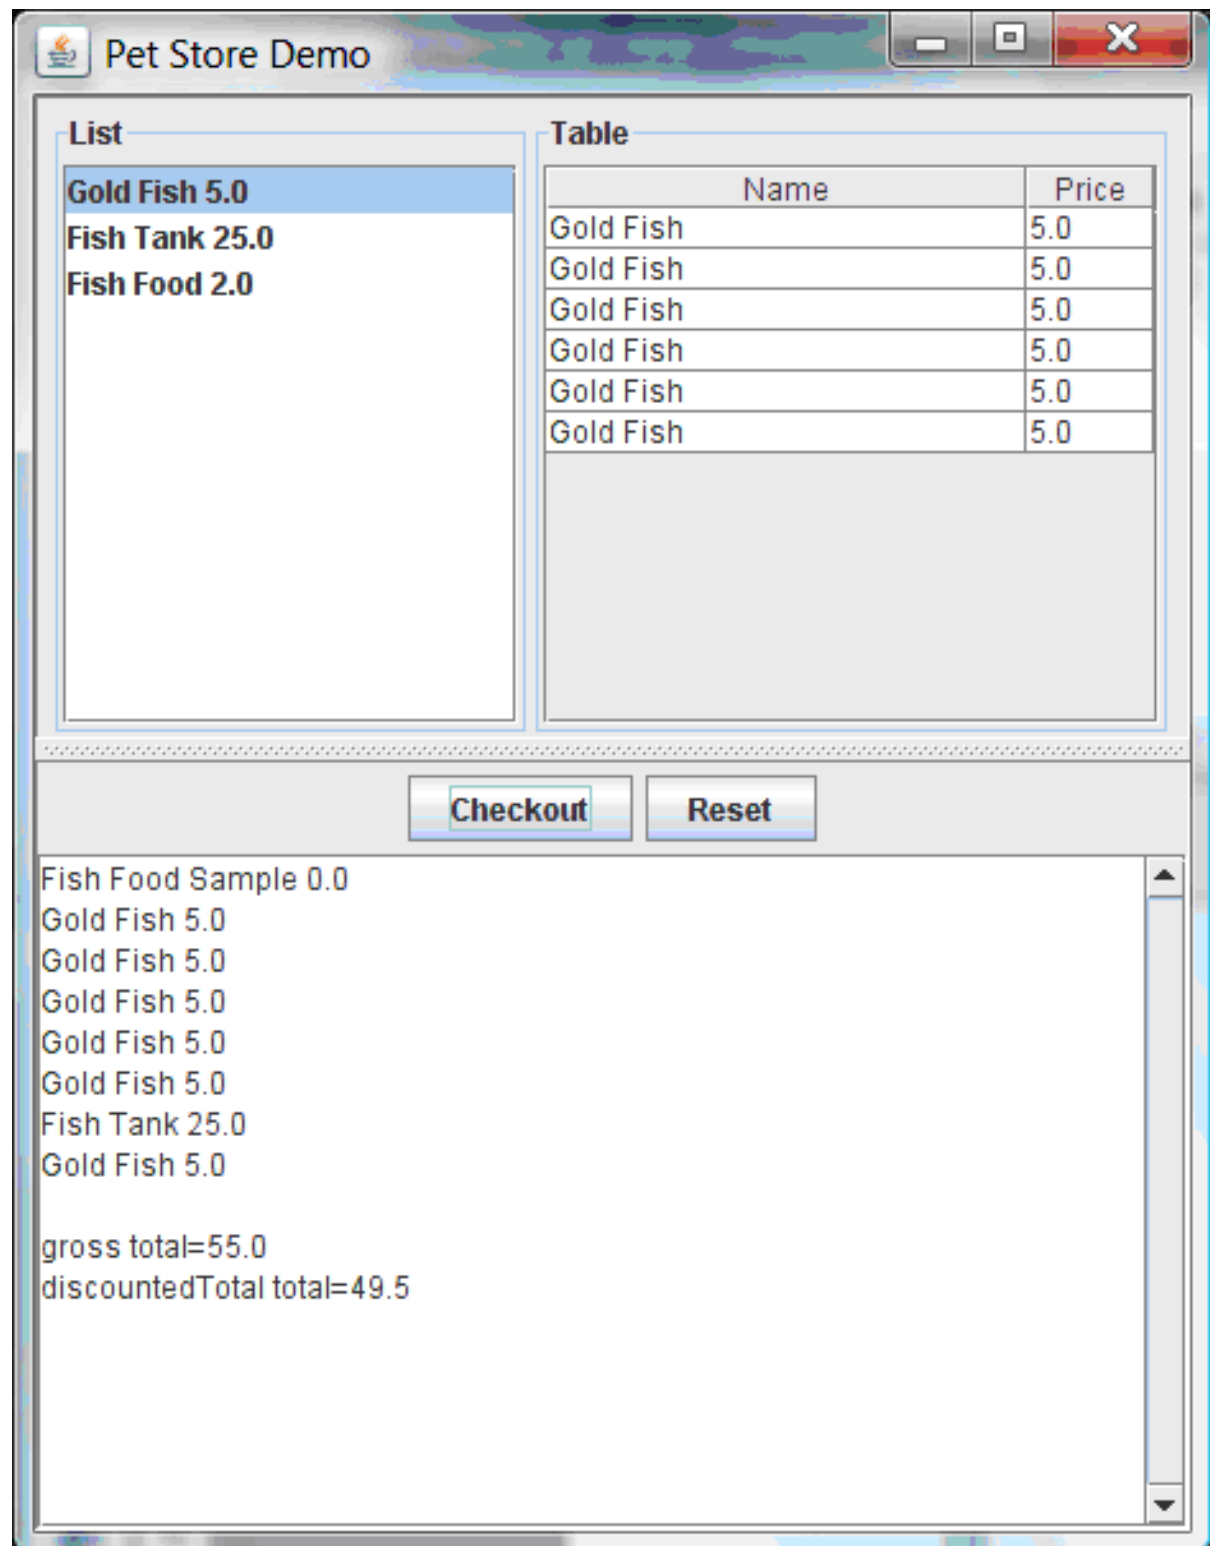 Pet Store Demo
List
Gold Fish 5.0
Fish Tank 25.0
Fish Food 2.0
Table
Name Price
Gold Fish 5.0
Gold Fish 5.0
Gold Fish 5.0
Gold Fish 5.0
Gold Fish 5.0
Gold Fish 5.0
Checkout Reset
Fish Food Sample 0.0
Gold Fish 5.0
Gold Fish 5.0
Gold Fish 5.0
Gold Fish 5.0
Gold Fish 5.0
Fish Tank 25.0
Gold Fish 5.0
gross total=55.0
discountedTotal total=49.5